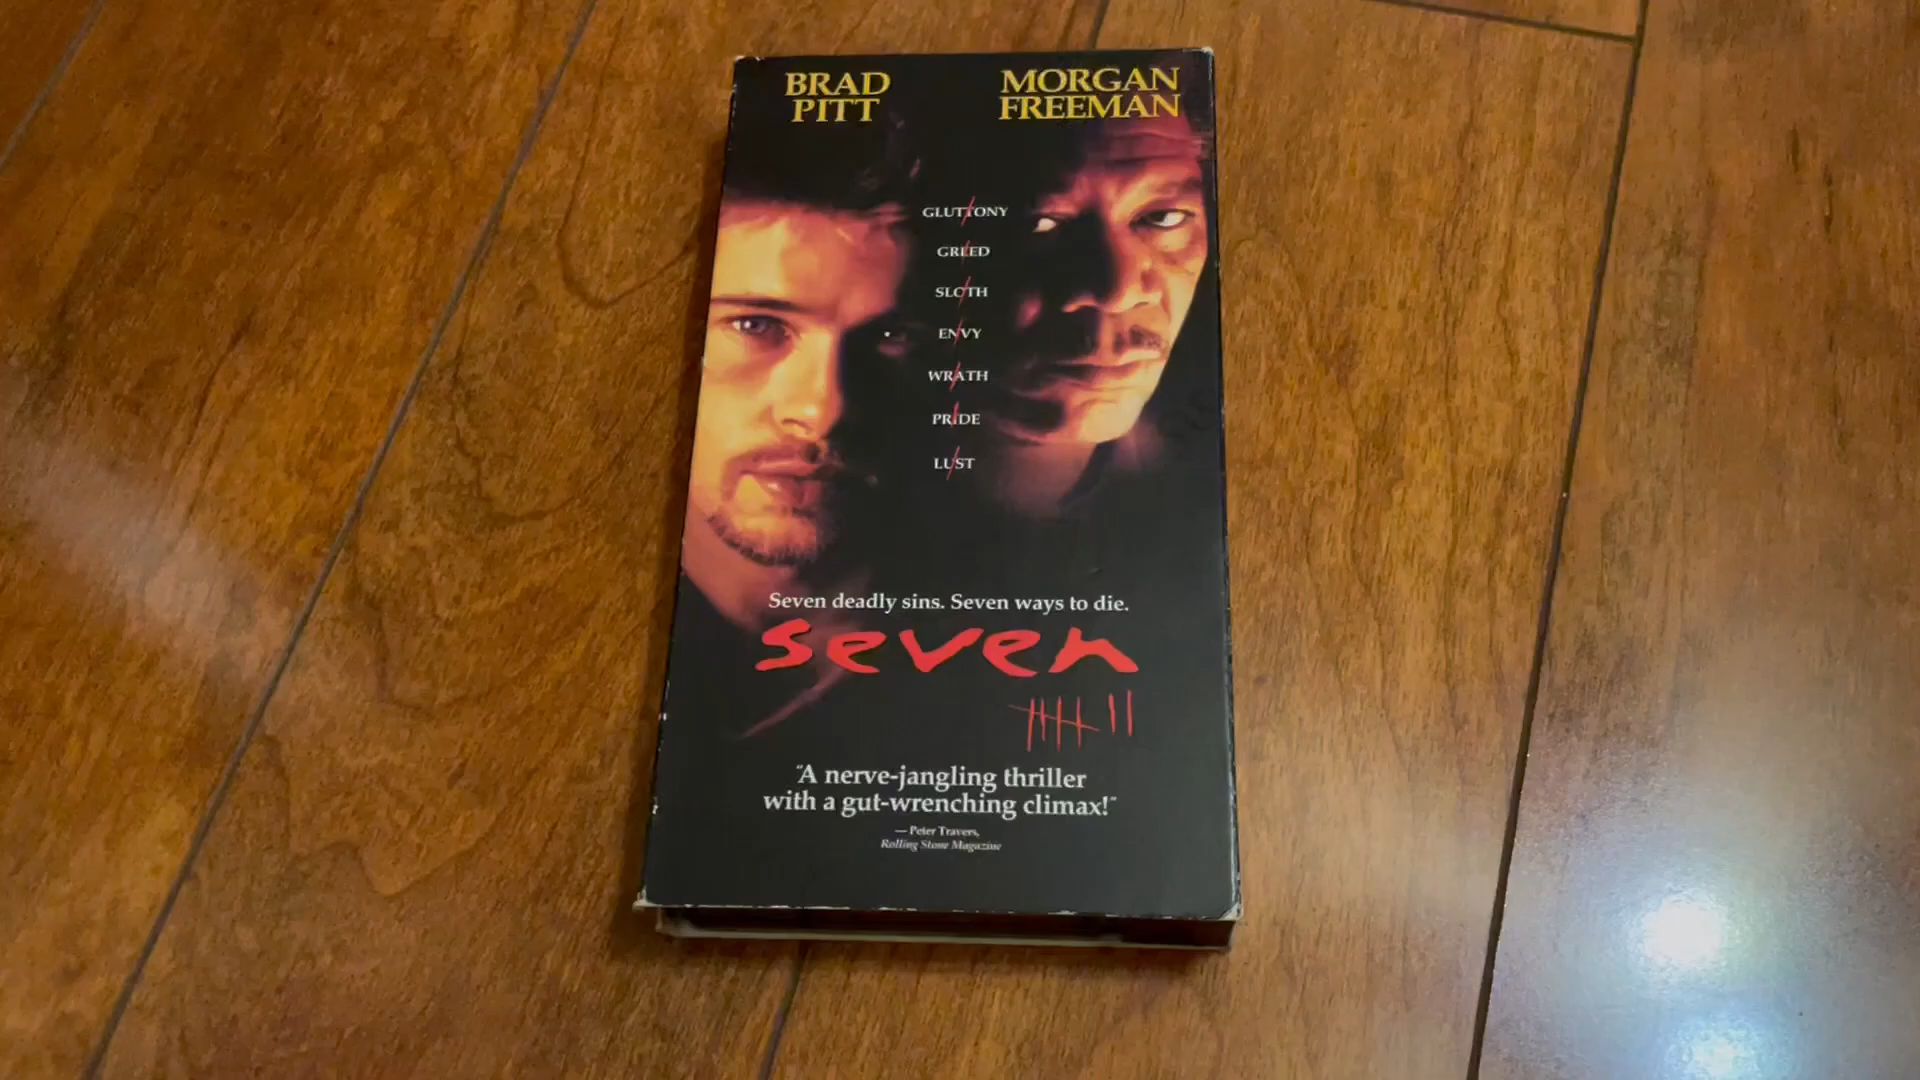 BRAD
PITT
MORGAN
FREEMAN
GLUTTONY
GREED
SLOTH
ENVY
WRATH
PRIDE
LUST
Seven deadly sins. Seven ways to die.
seven
"A nerve-jangling thriller
with a gut-wrenching climax!"
— Peter Travers,
Rolling Stone Magazine